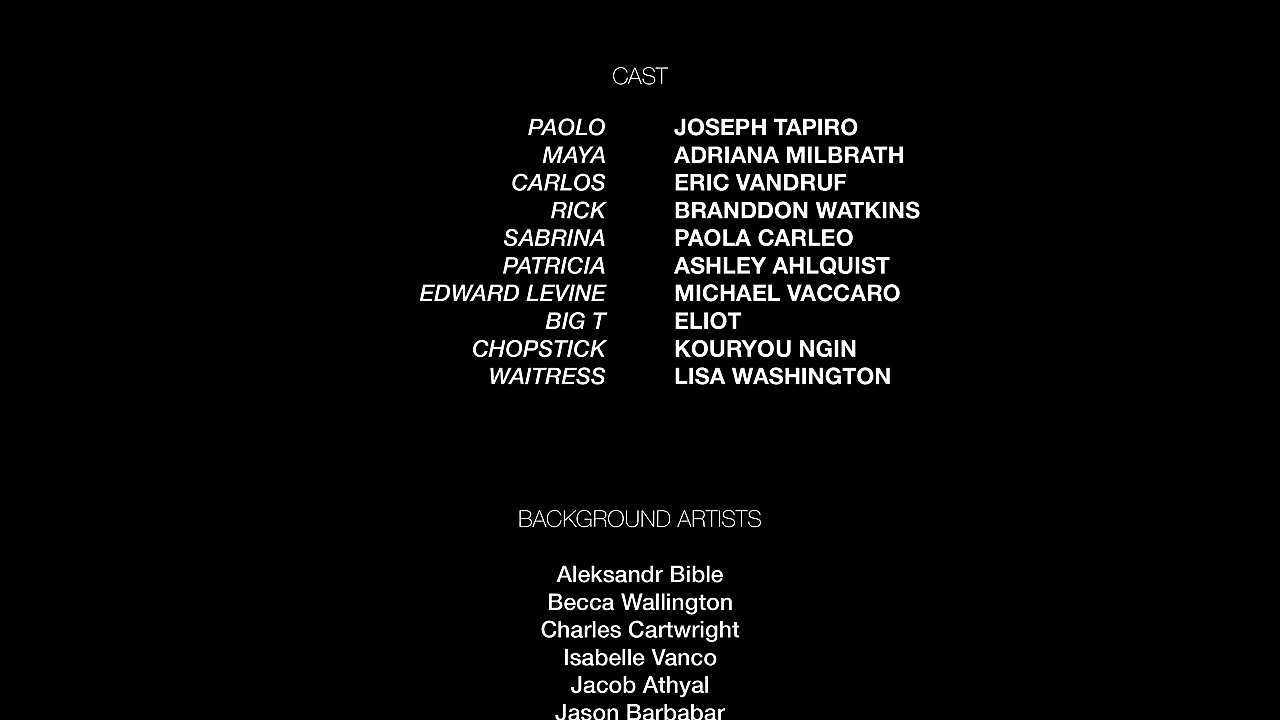 CAST
PAOLO JOSEPH TAPIRO
MAYA ADRIANA MILBRATH
CARLOS ERIC VANDRUF
RICK BRANDDON WATKINS
SABRINA PAOLA CARLEO
PATRICIA ASHLEY AHLQUIST
EDWARD LEVINE MICHAEL VACCARO
BIG T ELIOT
CHOPSTICK KOURYOU NGIN
WAITRESS LISA WASHINGTON
BACKGROUND ARTISTS
Aleksandr Bible
Becca Wallington
Charles Cartwright
Isabelle Vanco
Jacob Athyal
Jason Barbabar